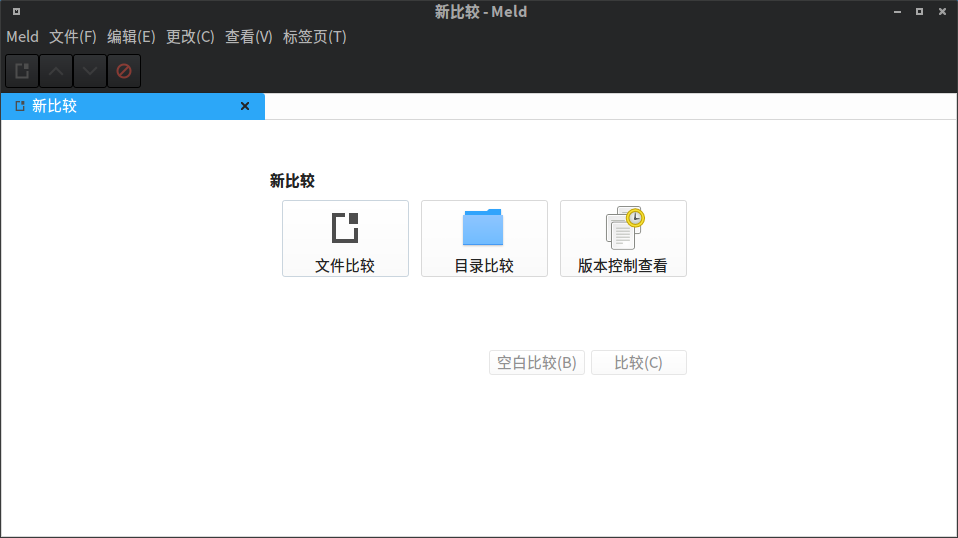 新比较 - Meld
Meld 文件(F) 编辑(E) 更改(C) 查看(V) 标签页(T)
新比较
新比较
文件比较 目录比较 版本控制查看
空白比较(B) 比较(C)